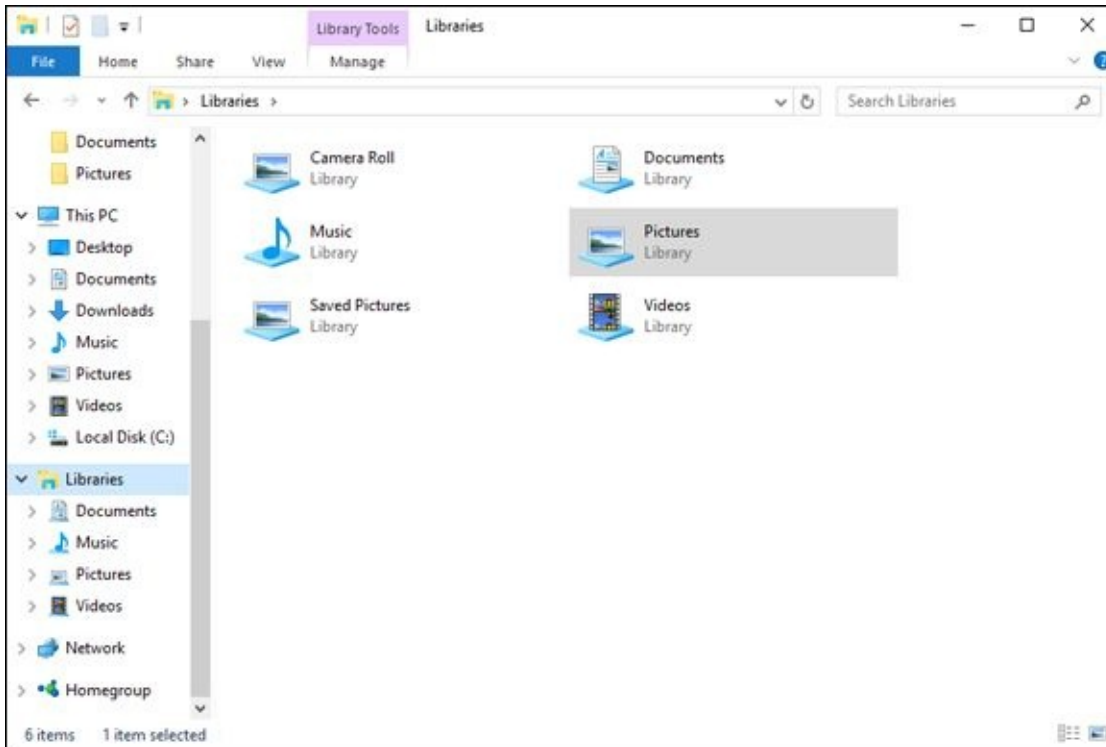 Library Tools
Libraries
File
Home
Share
View
Manage
Libraries
Search Libraries
Documents
Pictures
This PC
Desktop
Documents
Downloads
Music
Pictures
Videos
Local Disk (C:)
Libraries
Documents
Music
Pictures
Videos
Network
Homegroup
Camera Roll
Library
Documents
Library
Music
Library
Pictures
Library
Saved Pictures
Library
Videos
Library
6 items
1 item selected